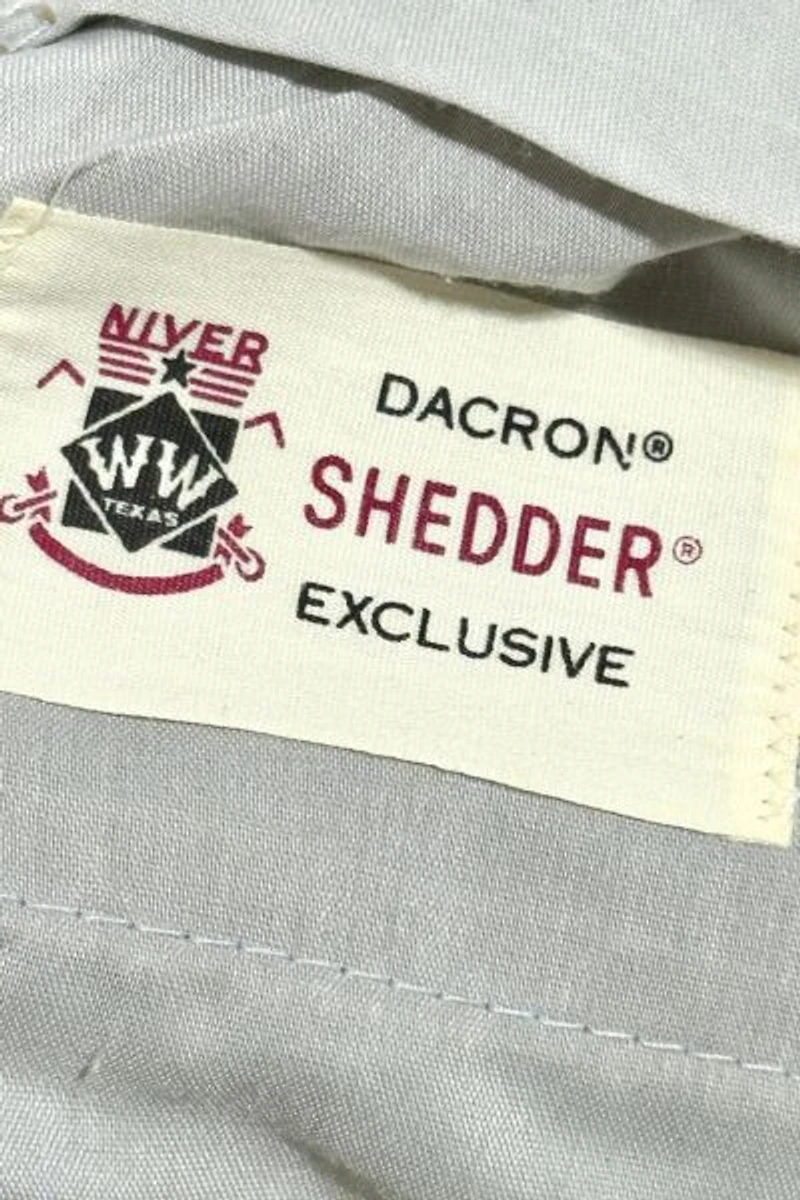 NIVER
WW
TEXAS
DACRON®
SHEDDER®
EXCLUSIVE